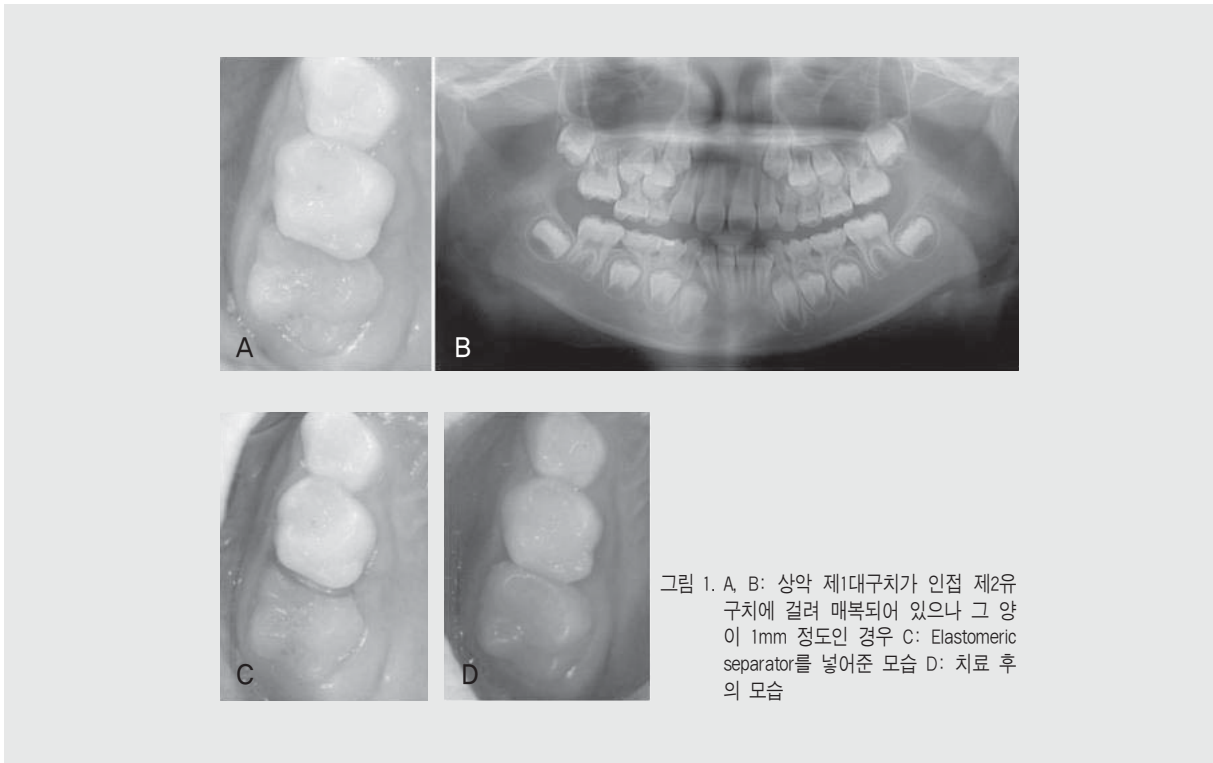 A
B
C
D
그림 1. A, B: 상악 제1대구치가 인접 제2유
구치에 걸려 매복되어 있으나 그 양
이 1mm 정도인 경우 C: Elastomeric
separator를 넣어준 모습 D: 치료 후
의 모습